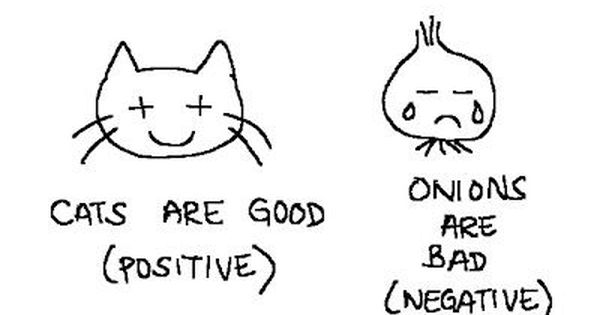 CATS ARE GOOD
(POSITIVE)
ONIONS
ARE
BAD
(NEGATIVE)